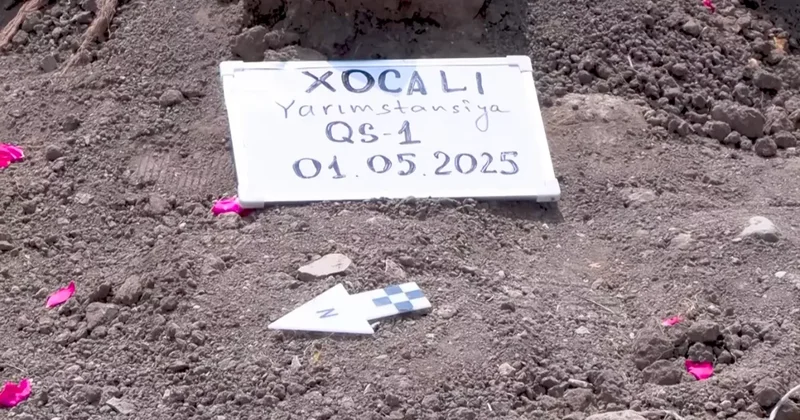 XOCALI
Yarımstansiya
QS-1
01.05.2025
N